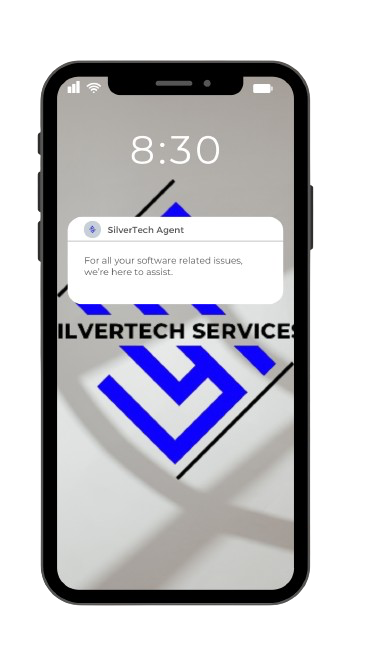 8:30
SilverTech Agent
For all your software related issues,
we're here to assist.
ILVERTECH SERVICES